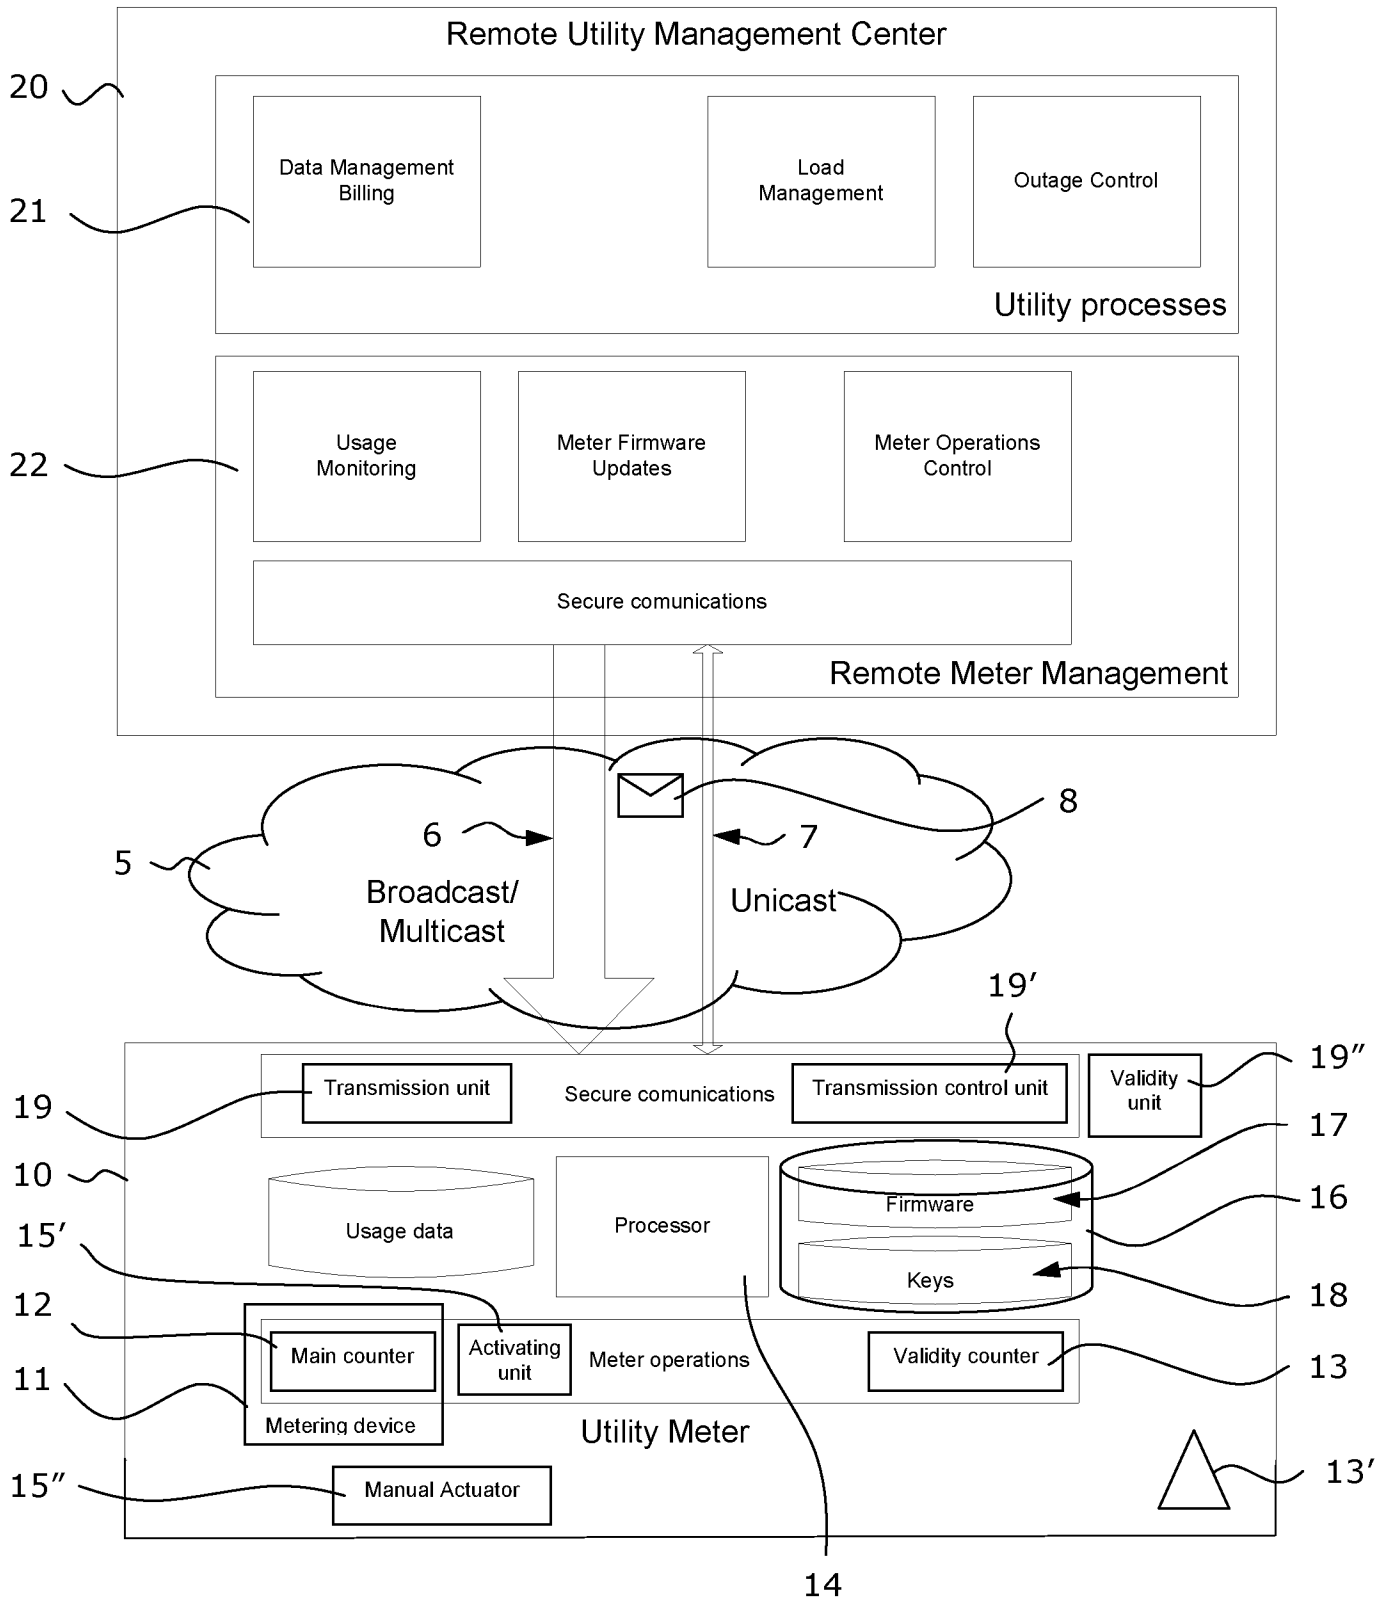 Remote Utility Management Center
20
Data Management
Billing
Load
Management
Outage Control
21
Utility processes
Usage
Monitoring
Meter Firmware
Updates
Meter Operations
Control
22
Secure comunications
Remote Meter Management
8
6
7
5
Broadcast/
Multicast
Unicast
19′
19″
Transmission unit
Secure comunications
Transmission control unit
Validity
unit
19
17
10
Firmware
16
15′
Usage data
Processor
Keys
18
12
Main counter
Activating
unit
Meter operations
Validity counter
13
11
Metering device
Utility Meter
13′
15″
Manual Actuator
14